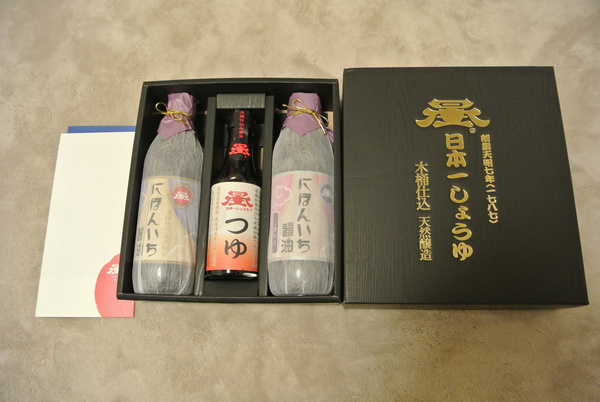 にほんいち
醤油
つゆ
にほんいち
醤油
創業天明七年(一七八七)
日本一しょうゆ
木桶仕込 天然醸造